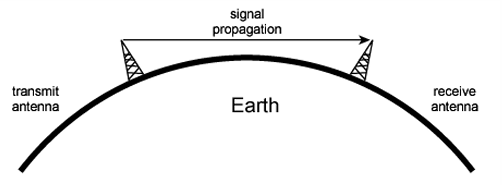 signal
propagation
transmit
antenna
Earth
receive
antenna